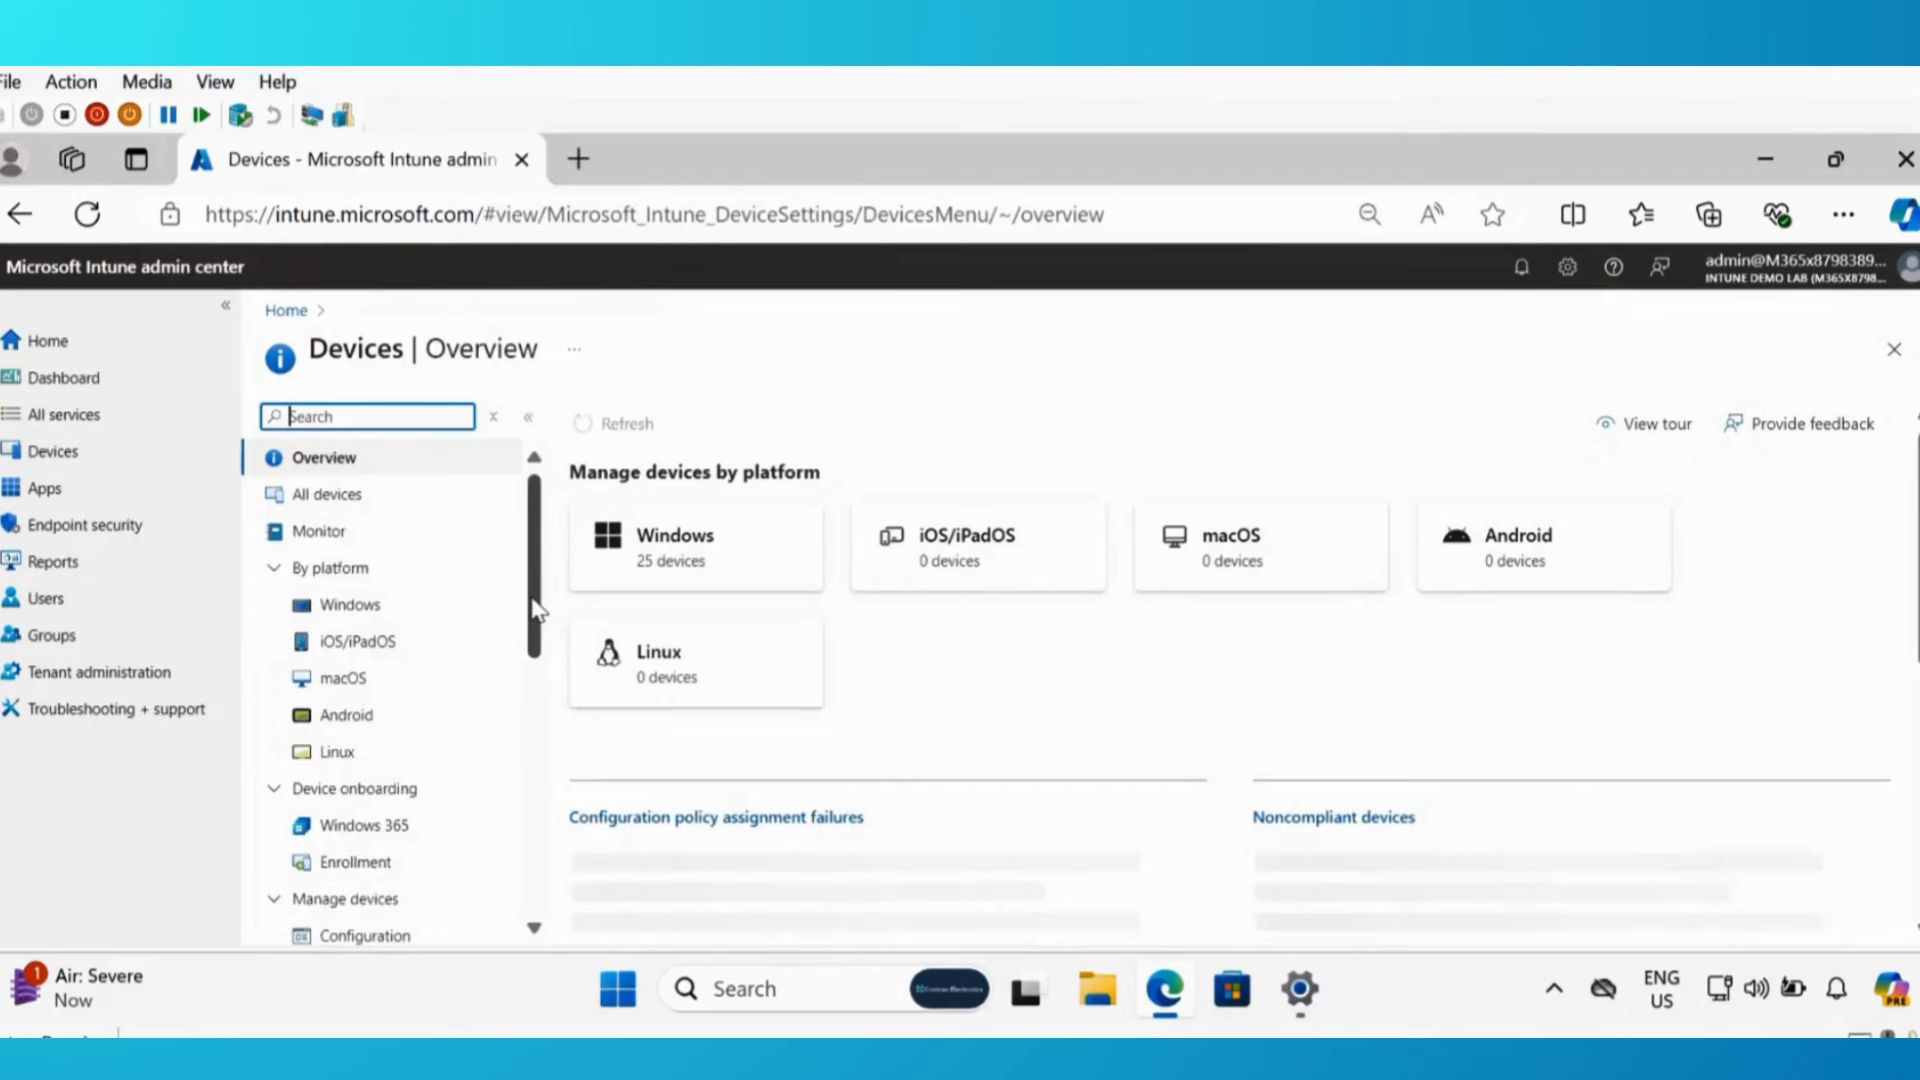 File Action Media View Help
Devices - Microsoft Intune admin
https://intune.microsoft.com/#view/Microsoft_Intune_DeviceSettings/DevicesMenu/~/overview
Microsoft Intune admin center
admin@M365x8798389...
INTUNE DEMO LAB (M365X8798...
Home
Dashboard
All services
Devices
Apps
Endpoint security
Reports
Users
Groups
Tenant administration
Troubleshooting + support
Home >
Devices | Overview ...
Search
Overview
All devices
Monitor
By platform
Windows
iOS/iPadOS
macOS
Android
Linux
Device onboarding
Windows 365
Enrollment
Manage devices
Configuration
Refresh
View tour
Provide feedback
Manage devices by platform
Windows
25 devices
iOS/iPadOS
0 devices
macOS
0 devices
Android
0 devices
Linux
0 devices
Configuration policy assignment failures
Noncompliant devices
1
Air: Severe
Now
Search
ENG
US
PRE